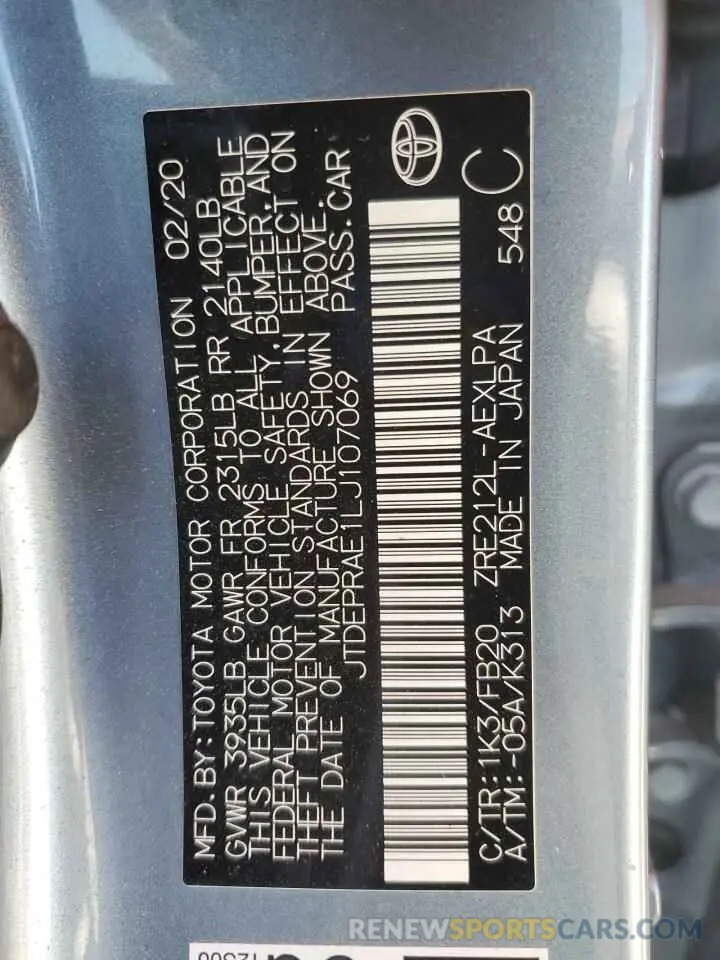 MFD. BY: TOYOTA MOTOR CORPORATION 02/20
GVWR 3935LB GAWR FR 2315LB RR 2140LB
THIS VEHICLE CONFORMS TO ALL APPLICABLE
FEDERAL MOTOR VEHICLE SAFETY, BUMPER, AND
THEFT PREVENTION STANDARDS IN EFFECT ON
THE DATE OF MANUFACTURE SHOWN ABOVE.
JTDEPRAE1LJ107069 PASS. CAR
C/TR: 1K3/FB20 ZRE212L-AEXLPA
A/TM:-05A/K313 MADE IN JAPAN 548 C
RENEWSPORTSCARS.COM